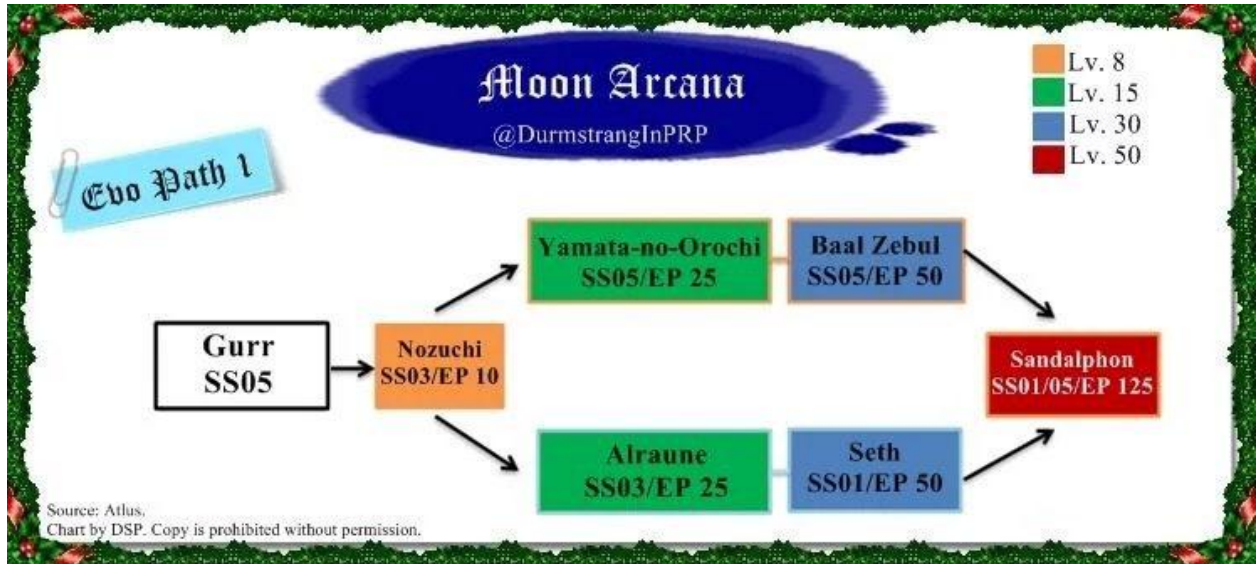 Moon Arcana
@DurmstrangInPRP
Lv. 8
Lv. 15
Lv. 30
Lv. 50
Evo Path 1
Yamata-no-Orochi
SS05/EP 25
Baal Zebul
SS05/EP 50
Gurr
SS05
Nozuchi
SS03/EP 10
Sandalphon
SS01/05/EP 125
Alraune
SS03/EP 25
Seth
SS01/EP 50
Source: Atlus.
Chart by DSP. Copy is prohibited without permission.